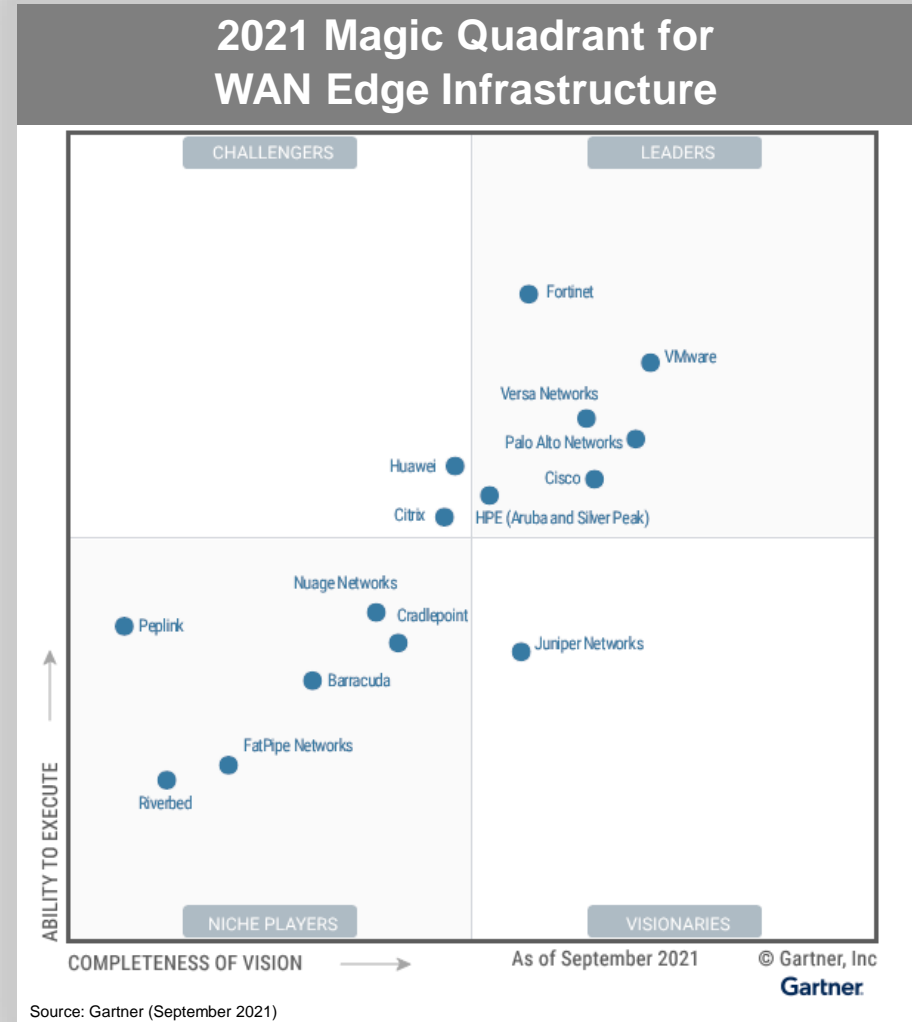 2021 Magic Quadrant for
WAN Edge Infrastructure
CHALLENGERS
LEADERS
Fortinet
VMware
Versa Networks
Palo Alto Networks
Huawei
Cisco
Citrix
HPE (Aruba and Silver Peak)
Nuage Networks
Cradlepoint
Peplink
Juniper Networks
Barracuda
FatPipe Networks
Riverbed
ABILITY TO EXECUTE
NICHE PLAYERS
VISIONARIES
COMPLETENESS OF VISION
As of September 2021
© Gartner, Inc
Gartner
Source: Gartner (September 2021)